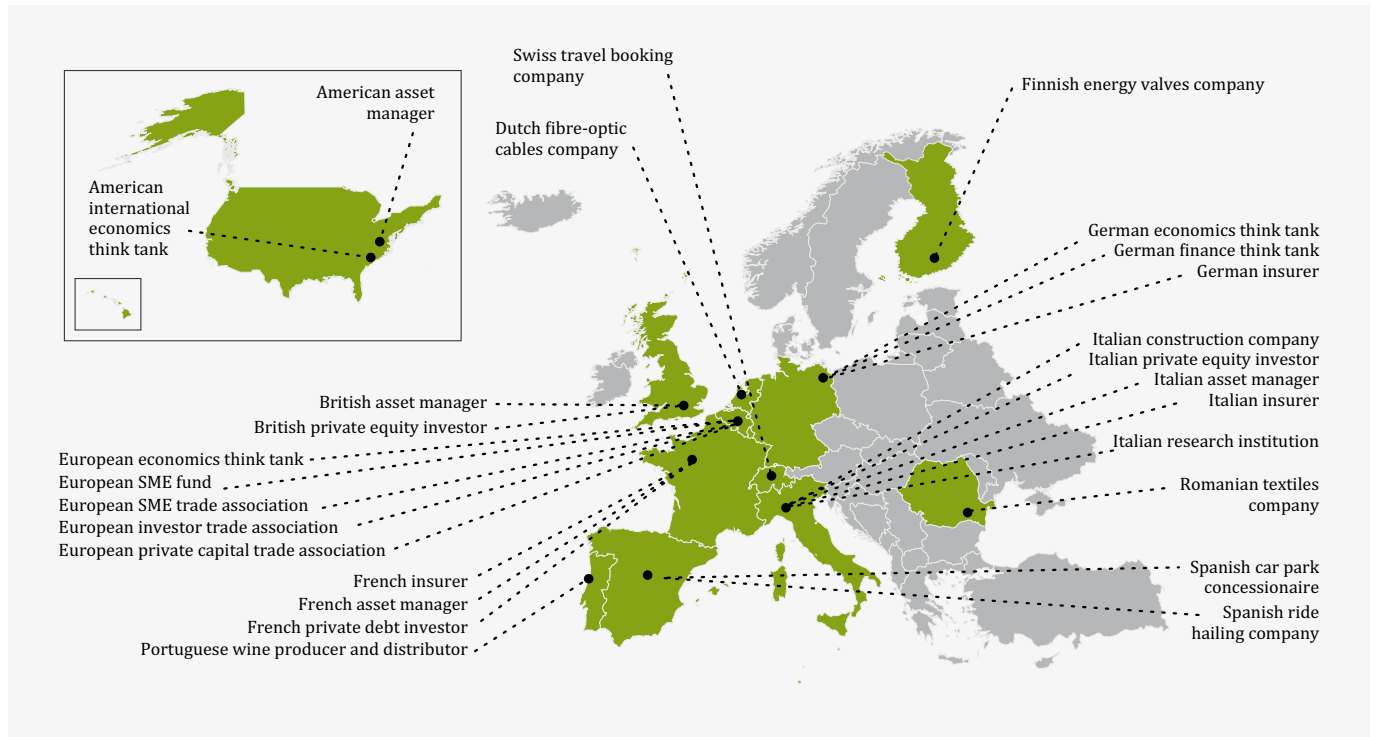 Swiss travel booking
company
Finnish energy valves company
American asset
manager
Dutch fibre-optic
cables company
American
international
economics
think tank
German economics think tank
German finance think tank
German insurer
Italian construction company
Italian private equity investor
Italian asset manager
Italian insurer
Italian research institution
British asset manager
British private equity investor
European economics think tank
European SME fund
European SME trade association
European investor trade association
European private capital trade association
Romanian textiles
company
French insurer
French asset manager
French private debt investor
Portuguese wine producer and distributor
Spanish car park
concessionaire
Spanish ride
hailing company